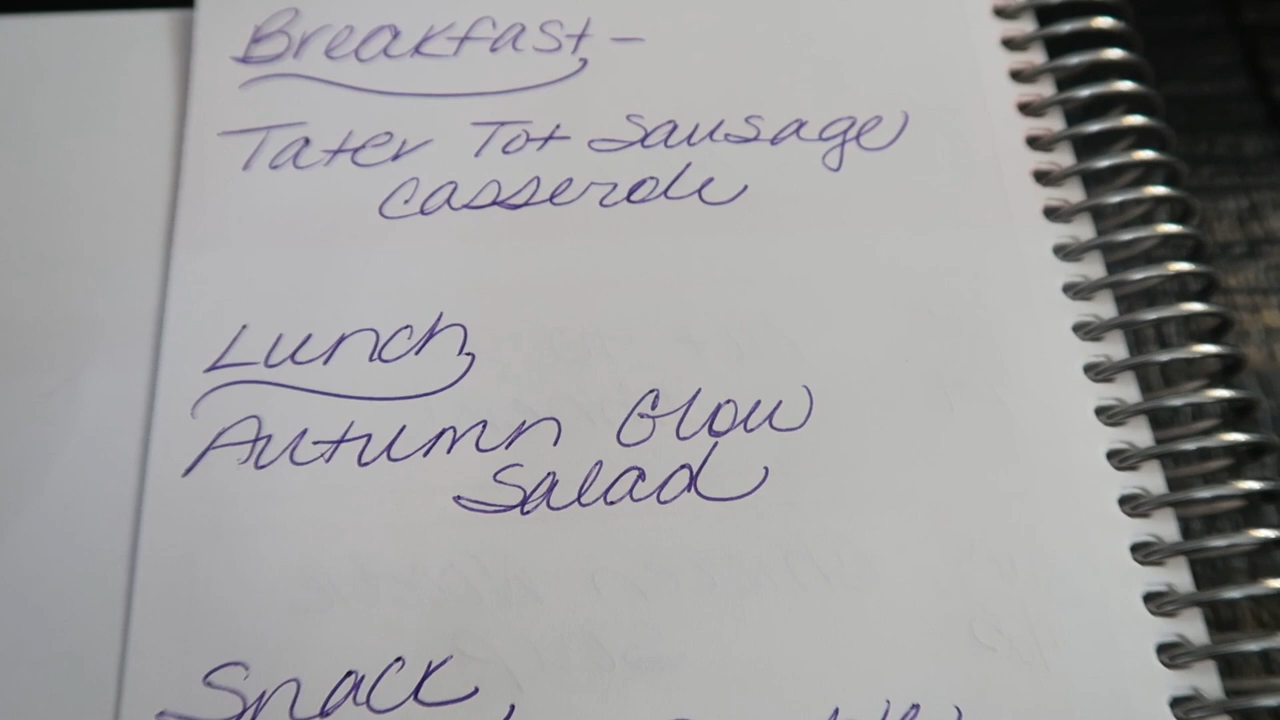 Breakfast-
Tater Tot Sausage
casserole
Lunch
Autumn Glow
Salad
Snack